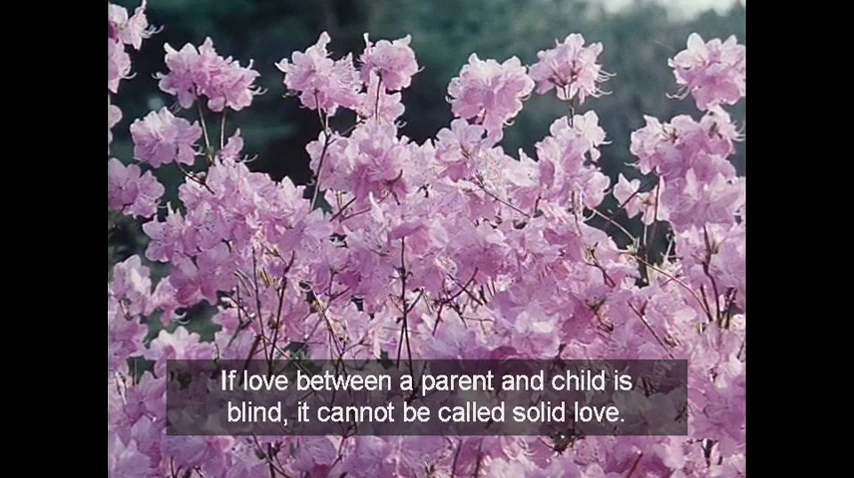 If love between a parent and child is
blind, it cannot be called solid love.